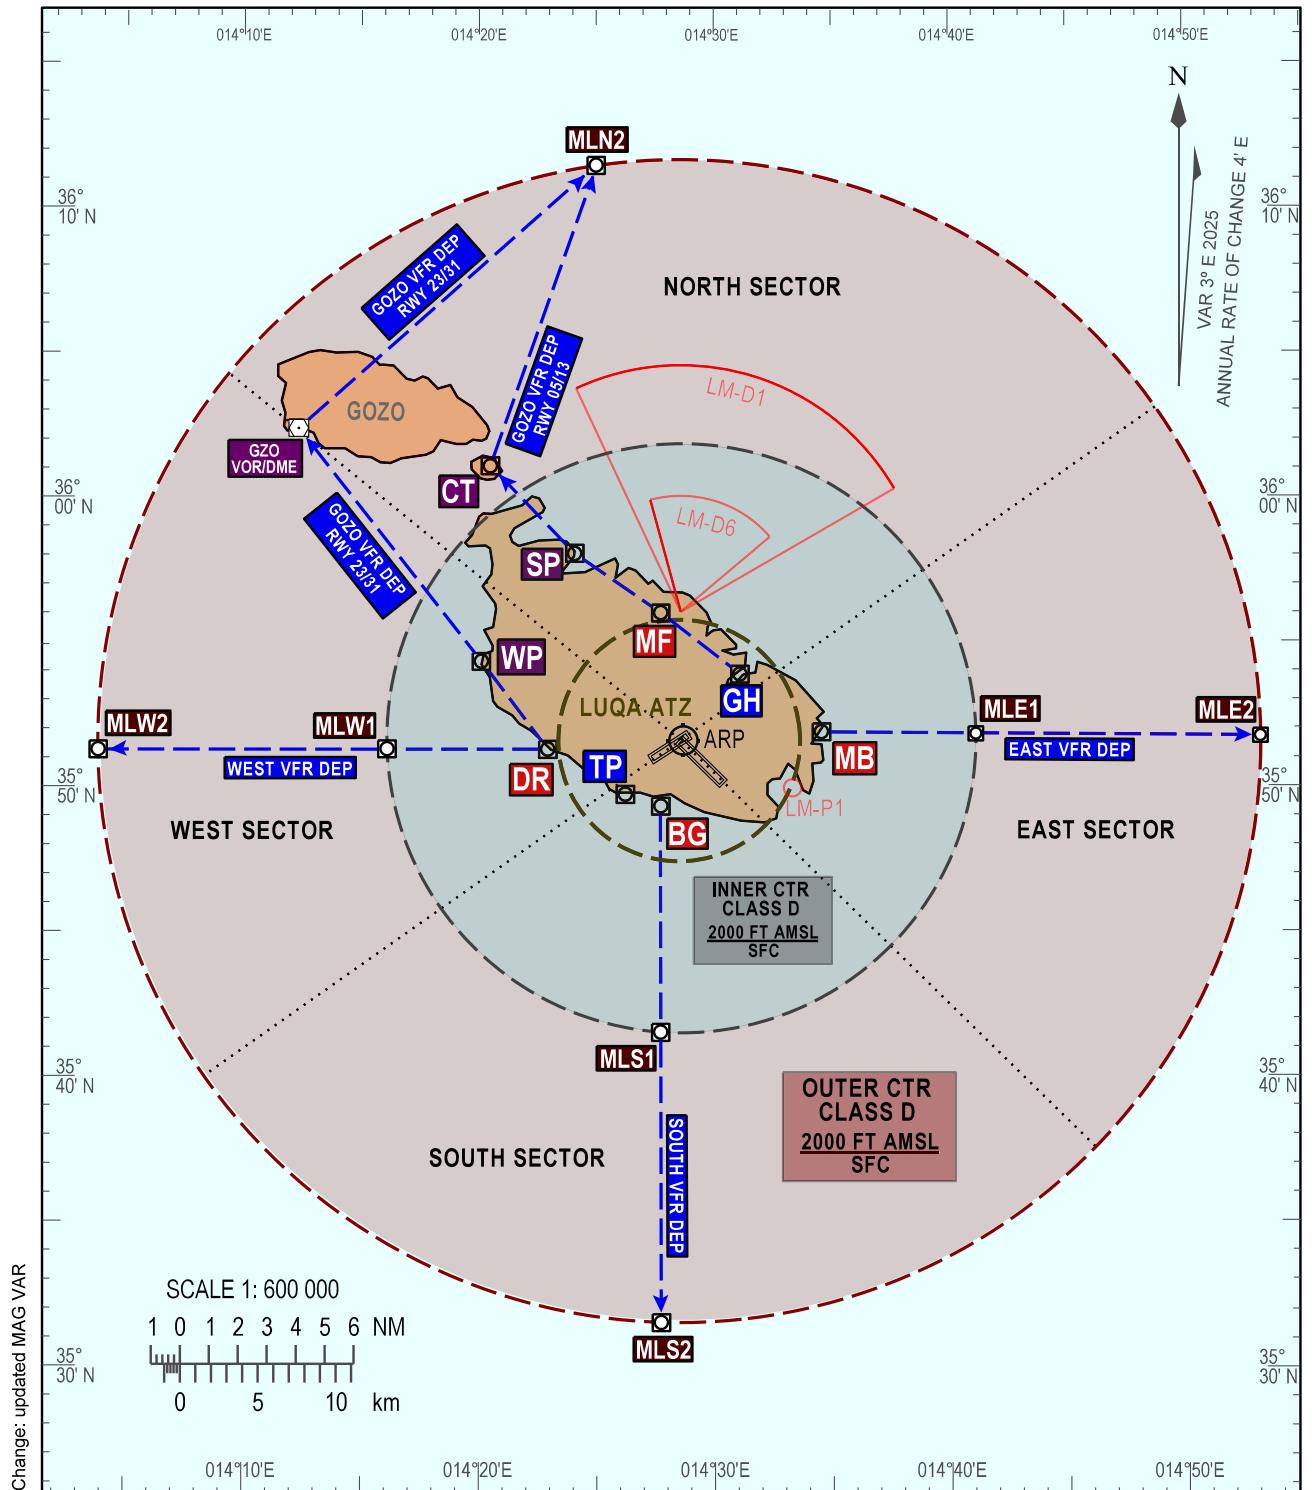 014°10'E
014°20'E
014°30'E
014°40'E
014°50'E
N
VAR 3° E 2025
ANNUAL RATE OF CHANGE 4' E
MLN2
36°
10' N
36°
10' N
GOZO VFR DEP
RWY 23/31
NORTH SECTOR
GOZO VFR DEP
RWY 05/13
LM-D1
GOZO
GZO
VOR/DME
CT
36°
00' N
36°
00' N
LM-D6
GOZO VFR DEP
RWY 23/31
SP
MF
WP
GH
LUQA ATZ
MLW2
MLW1
MLE1
MLE2
ARP
WEST VFR DEP
EAST VFR DEP
DR
TP
MB
35°
50' N
35°
50' N
LM-P1
WEST SECTOR
BG
EAST SECTOR
INNER CTR
CLASS D
2000 FT AMSL
SFC
MLS1
35°
40' N
35°
40' N
OUTER CTR
CLASS D
2000 FT AMSL
SFC
SOUTH SECTOR
SOUTH VFR DEP
SCALE 1: 600 000
1 0 1 2 3 4 5 6 NM
0 5 10 km
MLS2
35°
30' N
35°
30' N
Change: updated MAG VAR
014°10'E
014°20'E
014°30'E
014°40'E
014°50'E